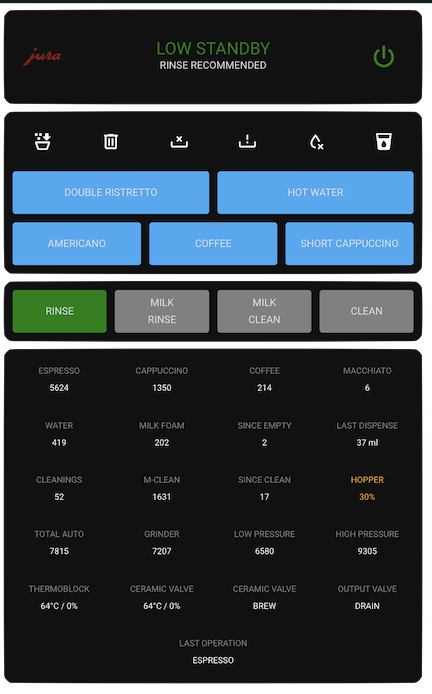 jura
LOW STANDBY
RINSE RECOMMENDED
DOUBLE RISTRETTO
HOT WATER
AMERICANO
COFFEE
SHORT CAPPUCCINO
RINSE
MILK
RINSE
MILK
CLEAN
CLEAN
ESPRESSO
5624
CAPPUCCINO
1350
COFFEE
214
MACCHIATO
6
WATER
419
MILK FOAM
202
SINCE EMPTY
2
LAST DISPENSE
37 ml
CLEANINGS
52
M-CLEAN
1631
SINCE CLEAN
17
HOPPER
30%
TOTAL AUTO
7815
GRINDER
7207
LOW PRESSURE
6580
HIGH PRESSURE
9305
THERMOBLOCK
64°C / 0%
CERAMIC VALVE
64°C / 0%
CERAMIC VALVE
BREW
OUTPUT VALVE
DRAIN
LAST OPERATION
ESPRESSO